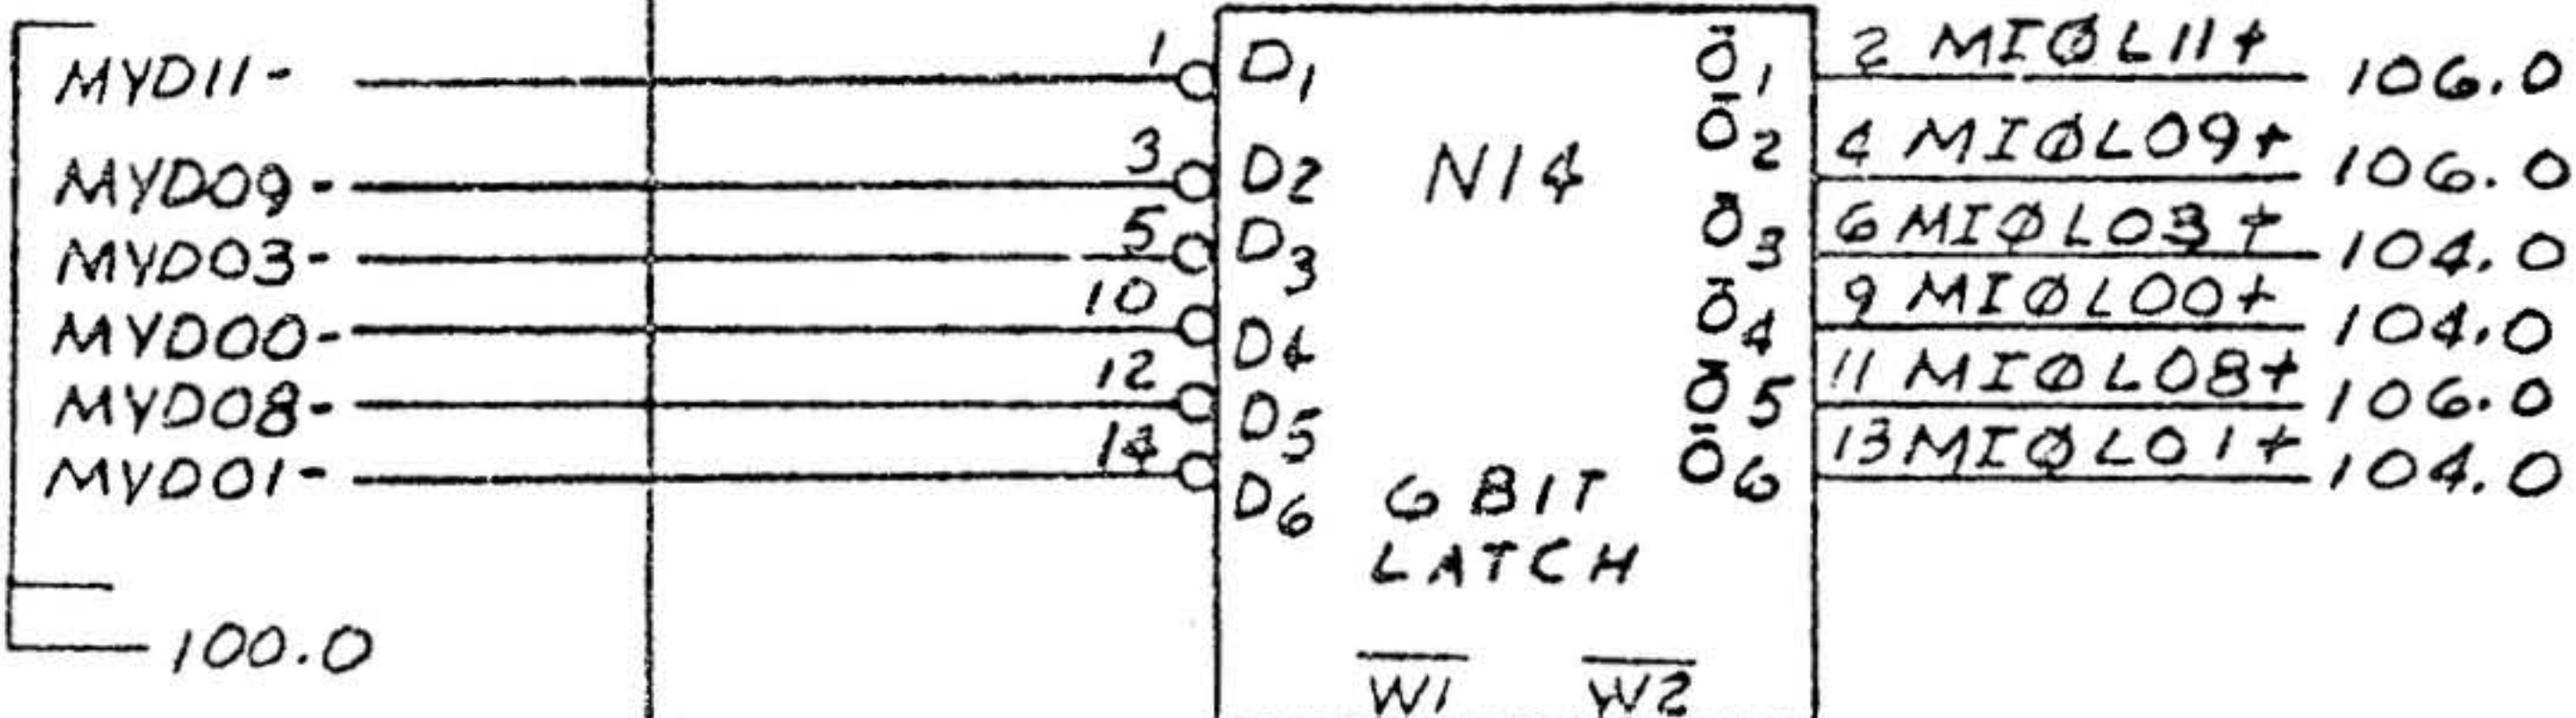 MYD11- 1 D1 Ō1 2 MIØL11+ 106.0
MYD09- 3 D2 N14 Ō2 4 MIØL09+ 106.0
MYD03- 5 D3 Ō3 6 MIØL03+ 104.0
MYD00- 10 D4 Ō4 9 MIØL00+ 104.0
MYD08- 12 D5 Ō5 11 MIØL08+ 106.0
MYD01- 14 D6 Ō6 13 MIØL01+ 104.0
6 BIT
LATCH
100.0
W̅1̅ W̅2̅